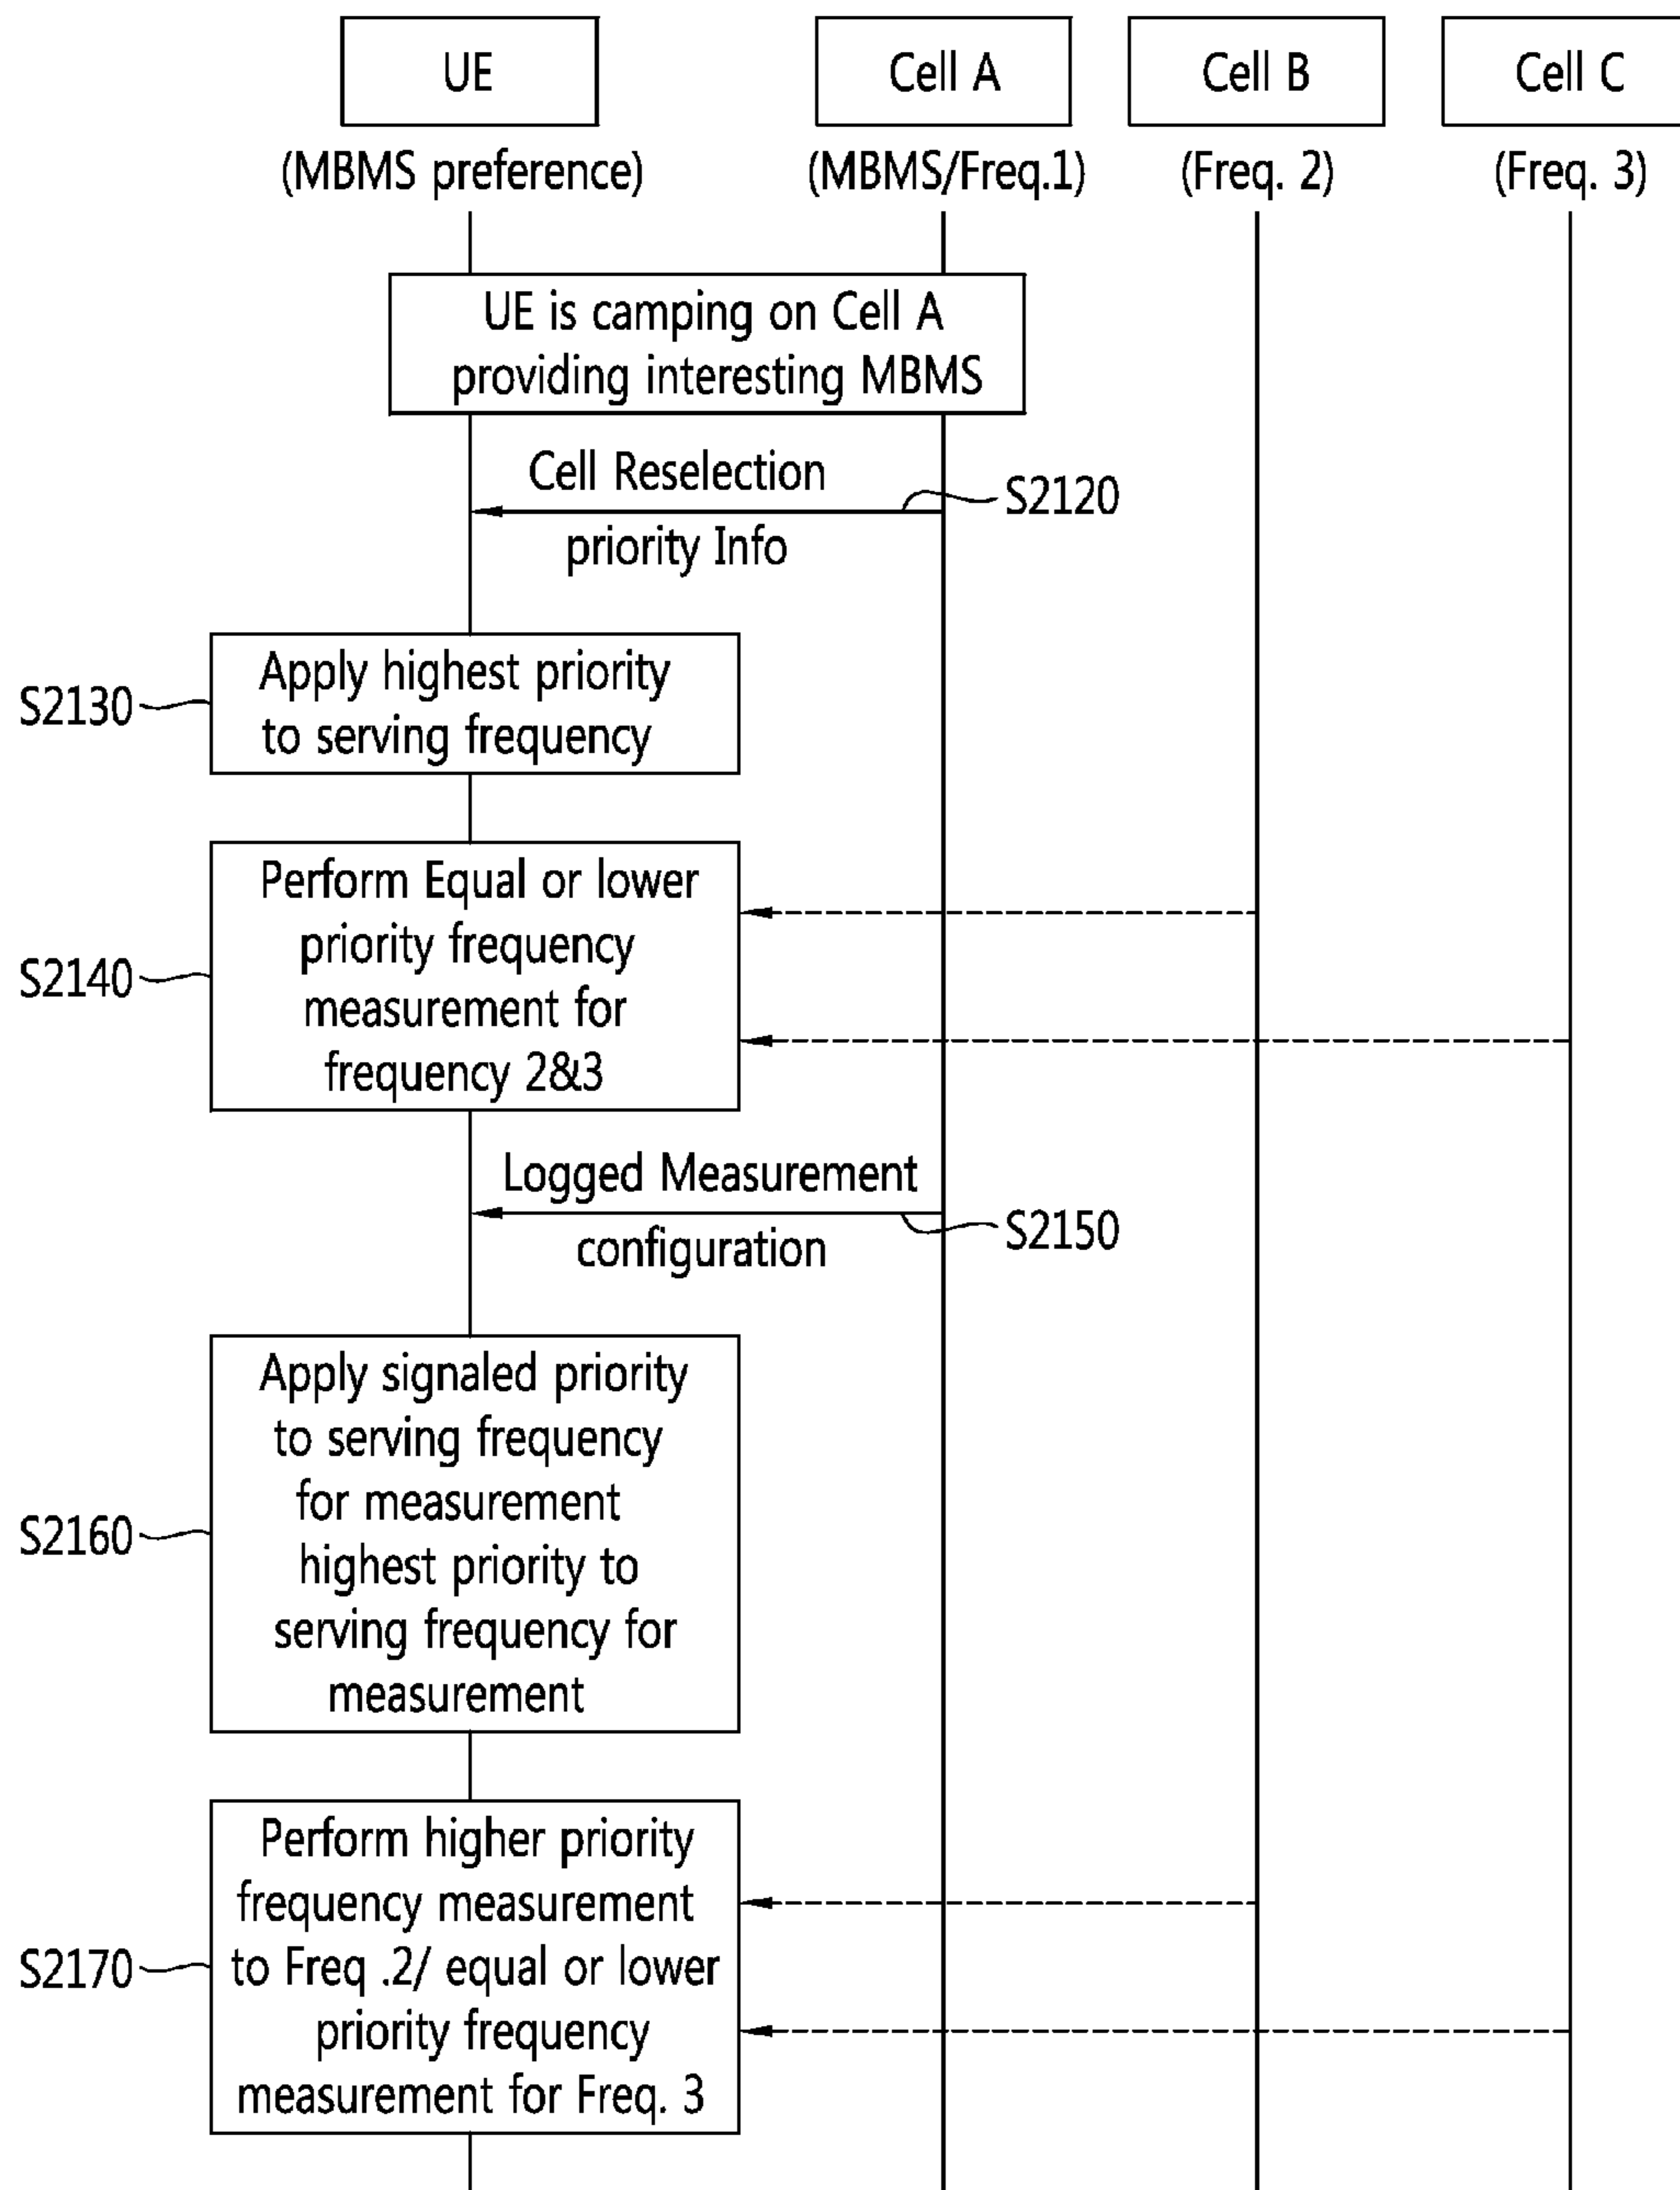 UE
Cell A
Cell B
Cell C
(MBMS preference)
(MBMS/Freq.1)
(Freq. 2)
(Freq. 3)
UE is camping on Cell A
providing interesting MBMS
Cell Reselection
priority Info
S2120
S2130
Apply highest priority
to serving frequency
S2140
Perform Equal or lower
priority frequency
measurement for
frequency 2&3
Logged Measurement
configuration
S2150
S2160
Apply signaled priority
to serving frequency
for measurement
highest priority to
serving frequency for
measurement
S2170
Perform higher priority
frequency measurement
to Freq .2/ equal or lower
priority frequency
measurement for Freq. 3